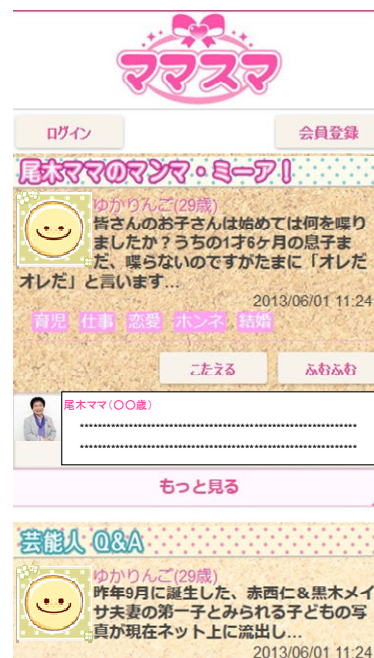 ママスマ
ログイン
会員登録
尾木ママのマンマ・ミーア!
ゆかりんご(29歳)
皆さんのお子さんは始めては何を喋り
ましたか?うちの1才6ヶ月の息子ま
だ、喋らないのですがたまに「オレだ
オレだ」と言います...
2013/06/01 11:24
育児 仕事 恋愛 ホンネ 結婚
こたえる
ふむふむ
尾木ママ(〇〇歳)
もっと見る
芸能人 Q&A
ゆかりんご(29歳)
昨年9月に誕生した、赤西仁&黒木メイ
サ夫妻の第一子とみられる子どもの写
真が現在ネット上に流出し...
2013/06/01 11:24